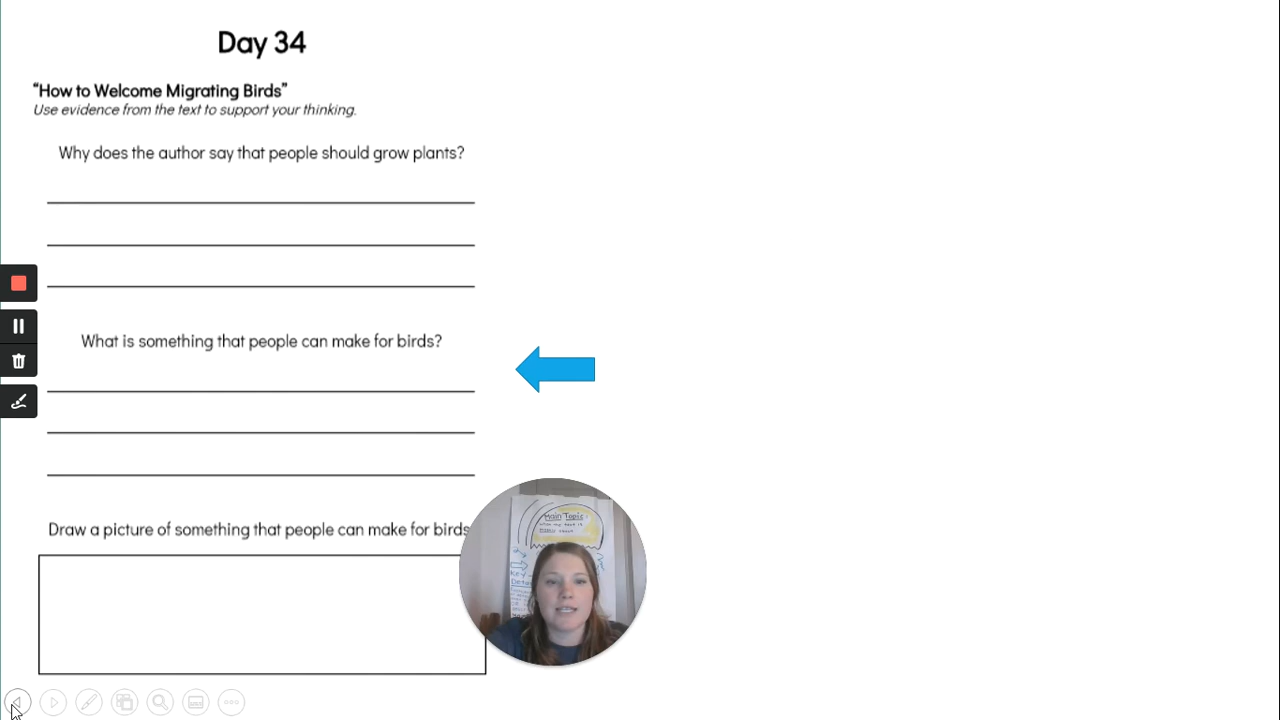 Day 34
“How to Welcome Migrating Birds”
Use evidence from the text to support your thinking.
Why does the author say that people should grow plants?
What is something that people can make for birds?
Draw a picture of something that people can make for birds
Main Topic